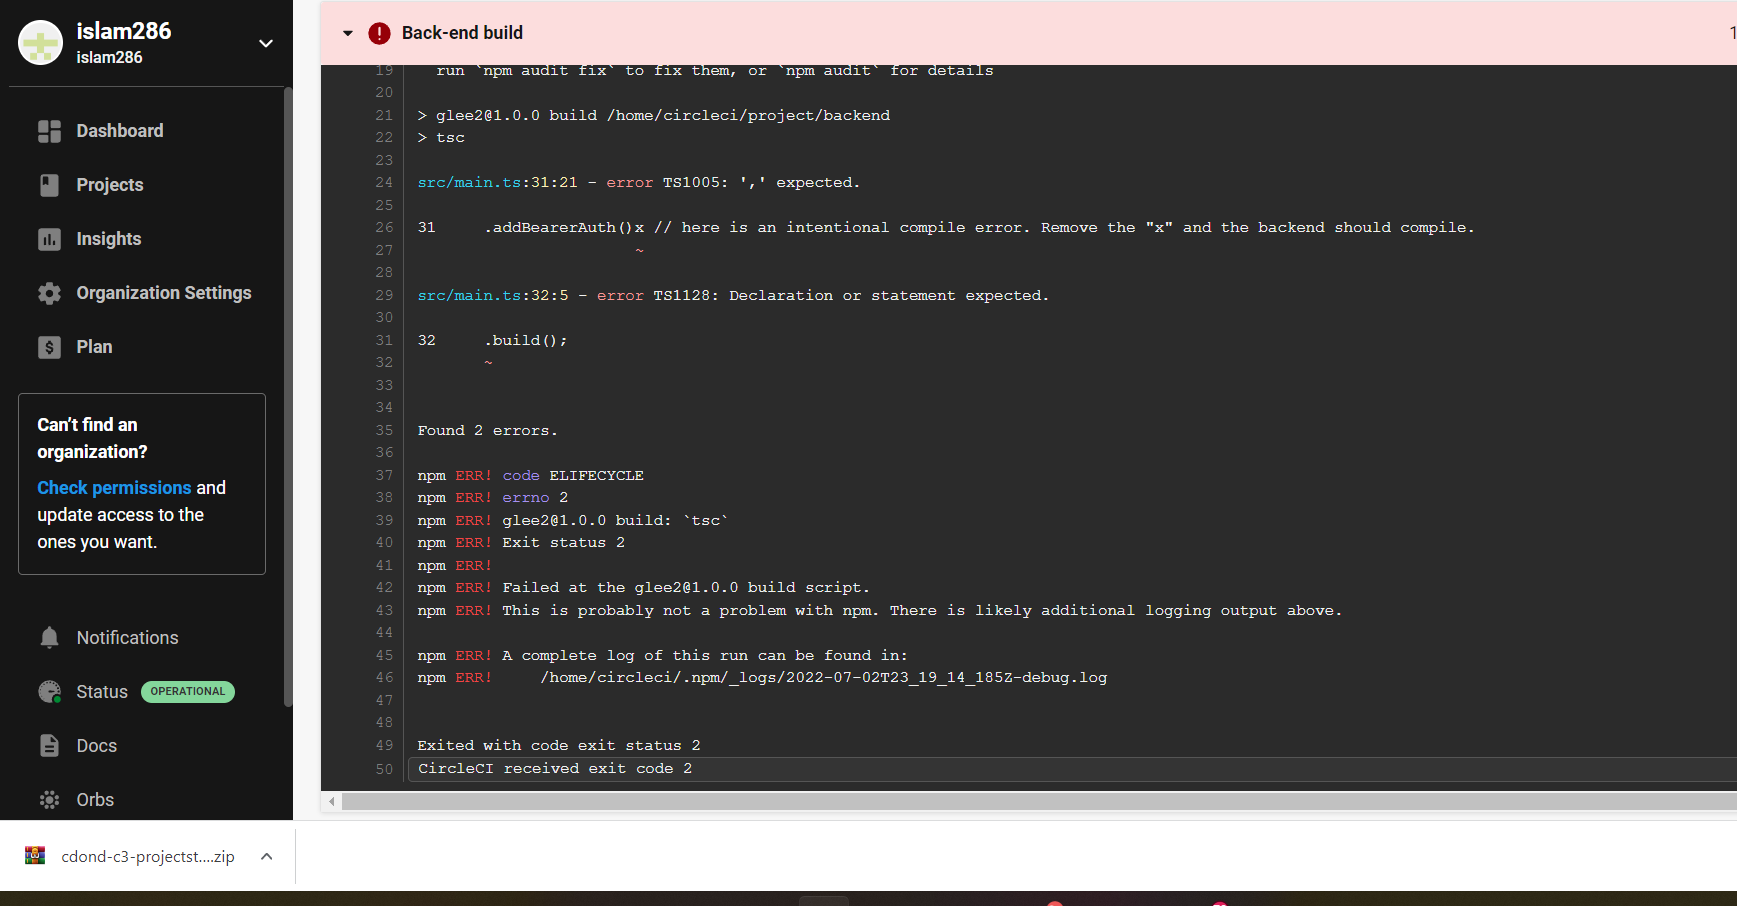 islam286
islam286
Dashboard
Projects
Insights
Organization Settings
Plan
Can't find an
organization?
Check permissions and
update access to the
ones you want.
Notifications
Status OPERATIONAL
Docs
Orbs
Back-end build
19 run `npm audit fix` to fix them, or `npm audit` for details
20
21 > glee2@1.0.0 build /home/circleci/project/backend
22 > tsc
23
24 src/main.ts:31:21 - error TS1005: ',' expected.
25
26 31 .addBearerAuth()x // here is an intentional compile error. Remove the "x" and the backend should compile.
27 ~
28
29 src/main.ts:32:5 - error TS1128: Declaration or statement expected.
30
31 32 .build();
32 ~
33
34
35 Found 2 errors.
36
37 npm ERR! code ELIFECYCLE
38 npm ERR! errno 2
39 npm ERR! glee2@1.0.0 build: `tsc`
40 npm ERR! Exit status 2
41 npm ERR!
42 npm ERR! Failed at the glee2@1.0.0 build script.
43 npm ERR! This is probably not a problem with npm. There is likely additional logging output above.
44
45 npm ERR! A complete log of this run can be found in:
46 npm ERR! /home/circleci/.npm/_logs/2022-07-02T23_19_14_185Z-debug.log
47
48
49 Exited with code exit status 2
50 CircleCI received exit code 2
cdond-c3-projectst....zip